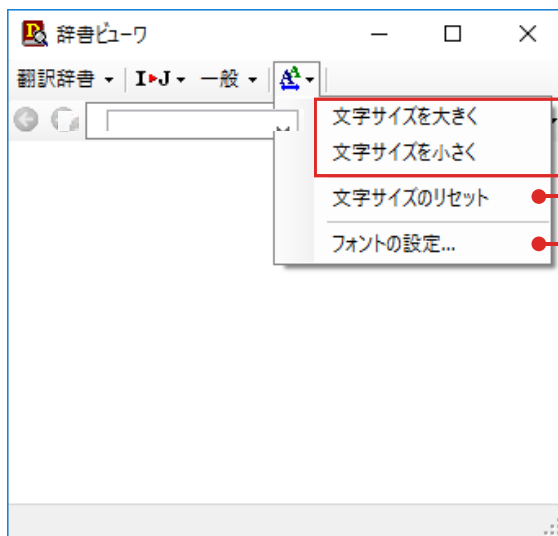 辞書ビューワ
翻訳辞書 I▶J 一般
文字サイズを大きく
文字サイズを小さく
文字サイズのリセット
フォントの設定...